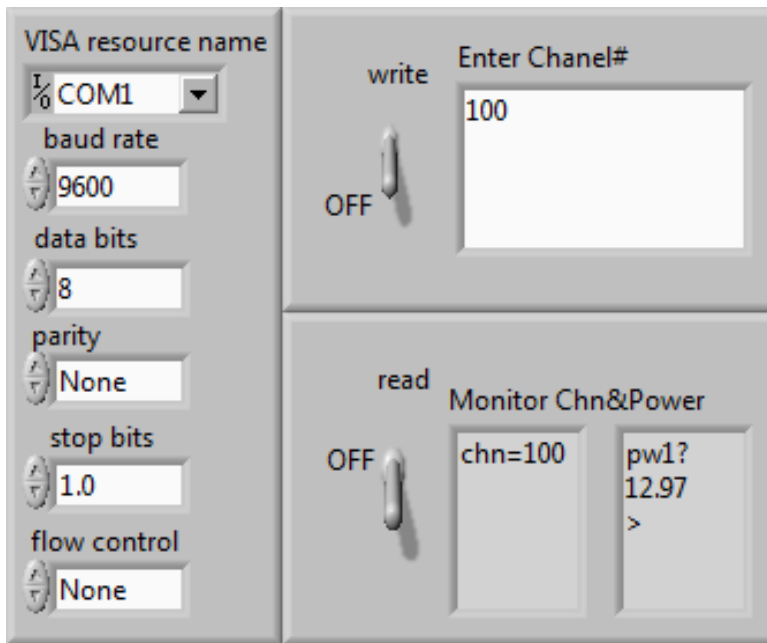 VISA resource name
I/O COM1
baud rate
9600
data bits
8
parity
None
stop bits
1.0
flow control
None
write
OFF
Enter Chanel#
100
read
OFF
Monitor Chn&Power
chn=100
pw1?
12.97
>